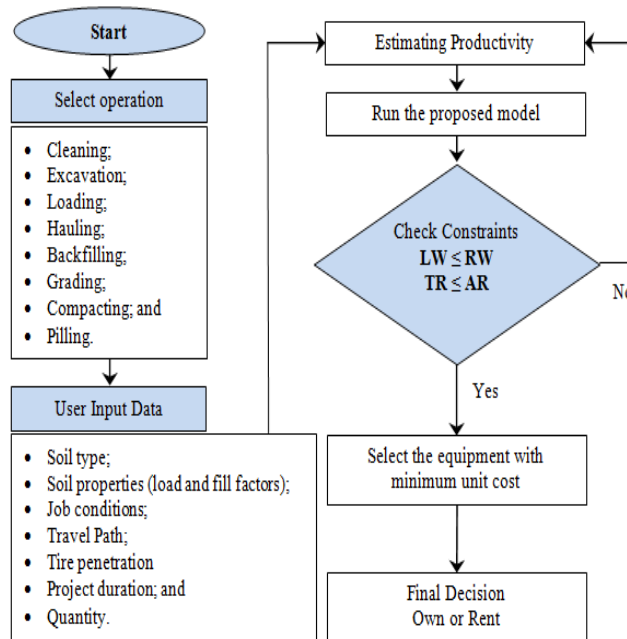 Start
Select operation
• Cleaning;
• Excavation;
• Loading;
• Hauling;
• Backfilling;
• Grading;
• Compacting; and
• Pilling.
User Input Data
• Soil type;
• Soil properties (load and fill factors);
• Job conditions;
• Travel Path;
• Tire penetration
• Project duration; and
• Quantity.
Estimating Productivity
Run the proposed model
Check Constraints
LW ≤ RW
TR ≤ AR
No
Yes
Select the equipment with
minimum unit cost
Final Decision
Own or Rent